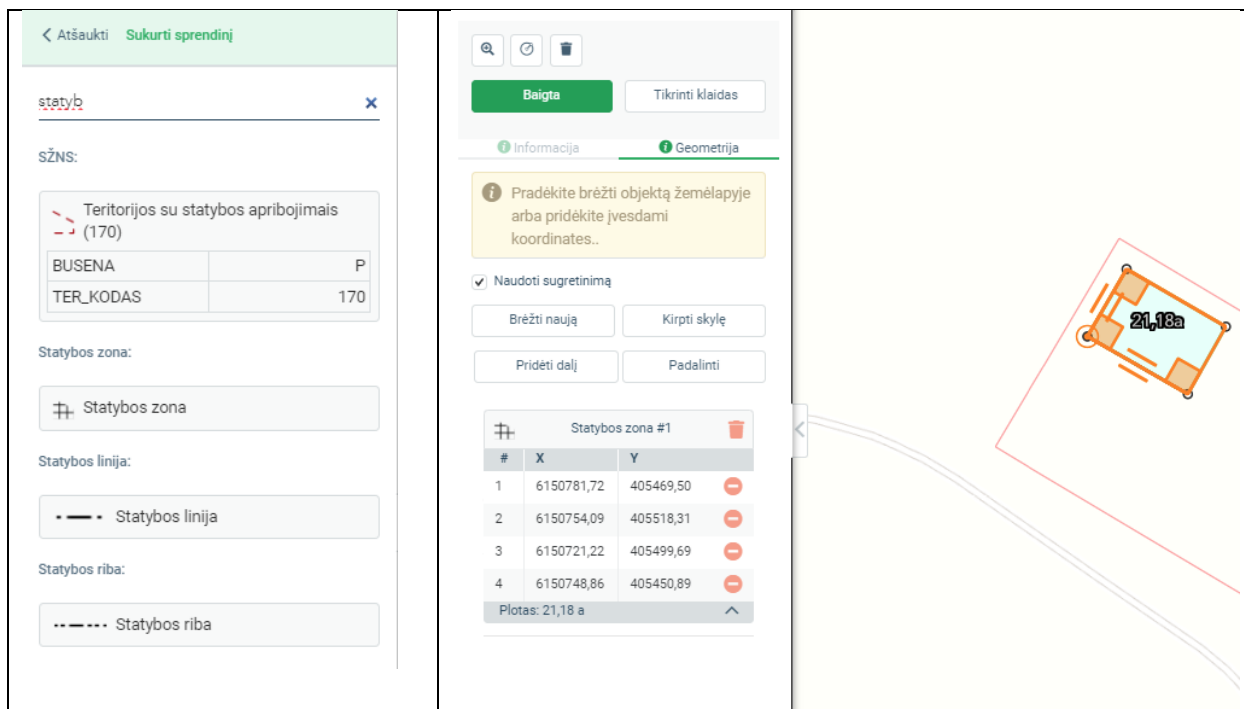 Atšaukti Sukurti sprendinį
statyb
SŽNS:
Teritorijos su statybos apribojimais
(170)
BUSENA P
TER_KODAS 170
Statybos zona:
Statybos zona
Statybos linija:
Statybos linija
Statybos riba:
Statybos riba
Baigta Tikrinti klaidas
Informacija Geometrija
Pradėkite brėžti objektą žemėlapyje
arba pridėkite įvesdami
koordinates..
Naudoti sugretinimą
Brėžti naują Kirpti skylę
Pridėti dalį Padalinti
Statybos zona #1
# X Y
1 6150781,72 405469,50
2 6150754,09 405518,31
3 6150721,22 405499,69
4 6150748,86 405450,89
Plotas: 21,18 a
21,18a